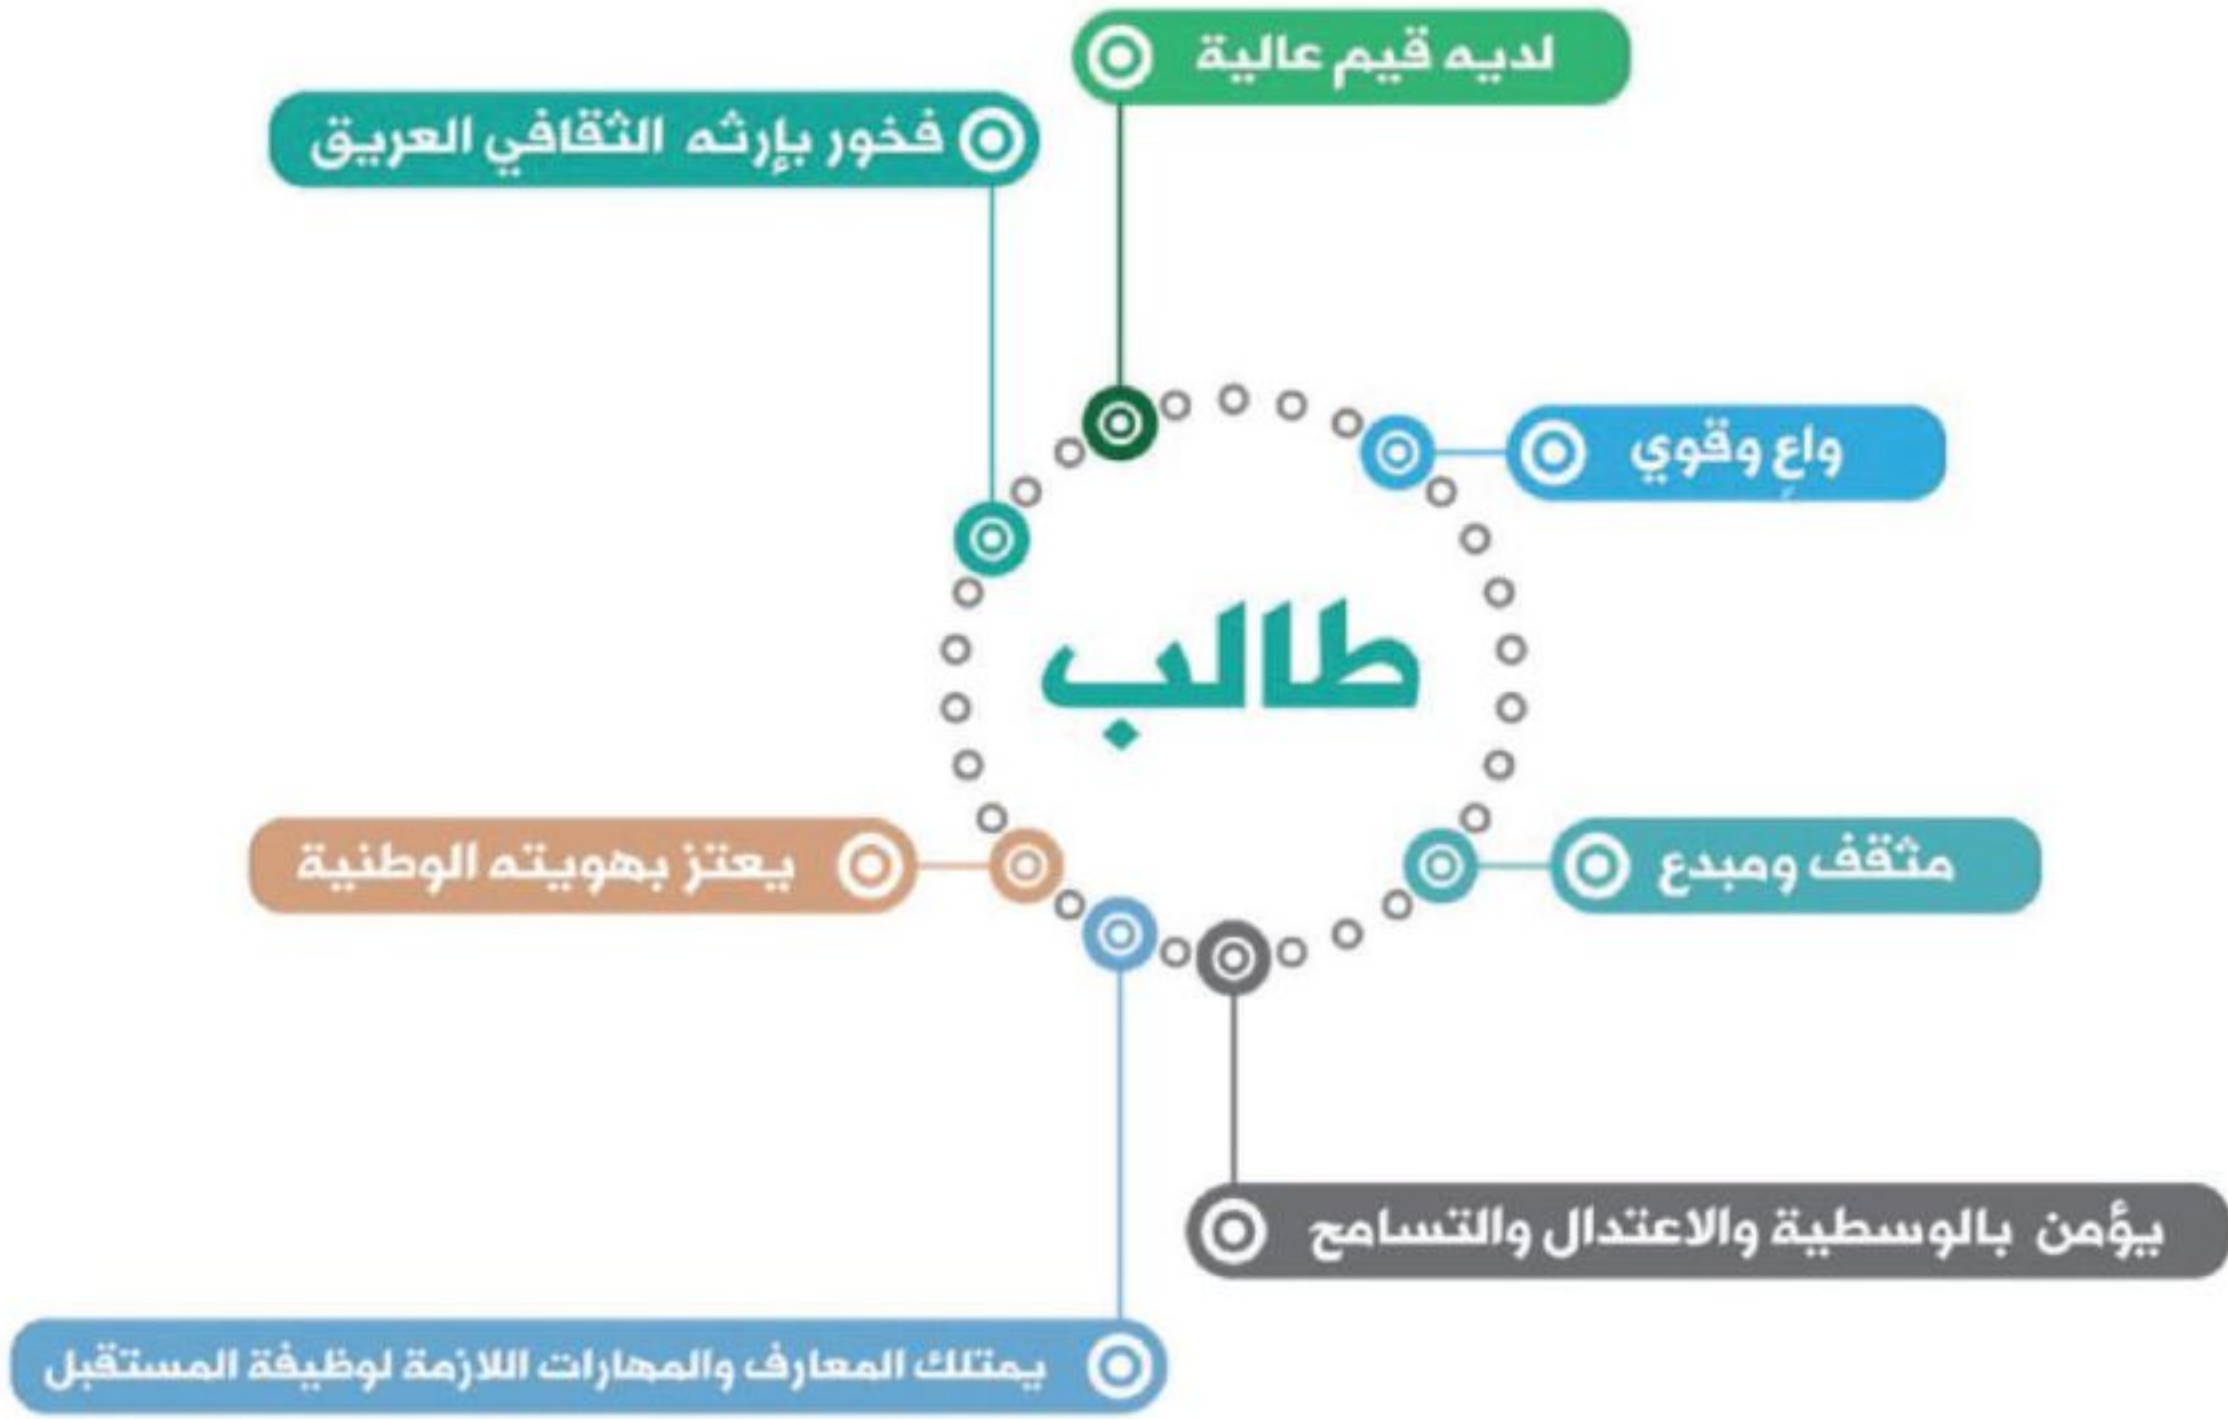 لديه قيم عالية
فخور بإرثه الثقافي العريق
واعٍ وقوي
طالب
يعتز بهويته الوطنية
مثقف ومبدع
يؤمن بالوسطية والاعتدال والتسامح
يمتلك المعارف والمهارات اللازمة لوظيفة المستقبل